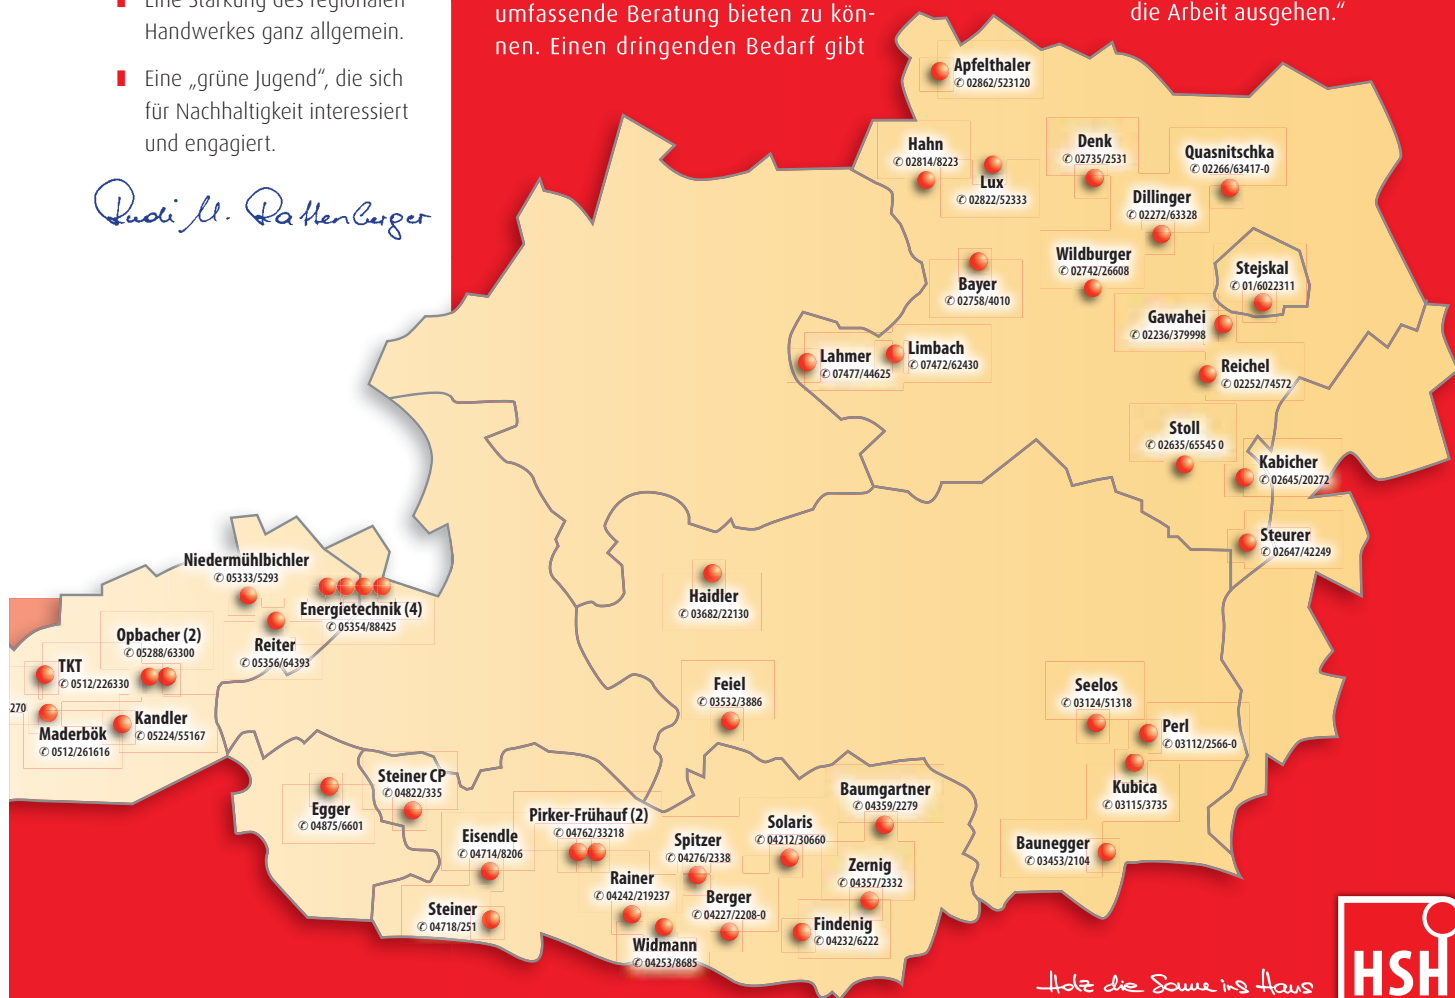 Eine Stärkung des regionalen
Handwerkes ganz allgemein.
Eine „grüne Jugend“, die sich
für Nachhaltigkeit interessiert
und engagiert.
Rudi M. Rattenberger
umfassende Beratung bieten zu kön-
nen. Einen dringenden Bedarf gibt
die Arbeit ausgehen.“
Apfelthaler
✆ 02862/523120
Hahn
✆ 02814/8223
Lux
✆ 02822/52333
Denk
✆ 02735/2531
Quasnitschka
✆ 02266/63417-0
Dillinger
✆ 02272/63328
Wildburger
✆ 02742/26608
Bayer
✆ 02758/4010
Stejskal
✆ 01/6022311
Gawahei
✆ 02236/379998
Lahmer
✆ 07477/44625
Limbach
✆ 07472/62430
Reichel
✆ 02252/74572
Stoll
✆ 02635/65545 0
Kabicher
✆ 02645/20272
Steurer
✆ 02647/42249
Niedermühlbichler
✆ 05333/5293
Energietechnik (4)
✆ 05354/88425
Reiter
✆ 05356/64393
Opbacher (2)
✆ 05288/63300
TKT
✆ 0512/226330
270
Maderbök
✆ 0512/261616
Kandler
✆ 05224/55167
Haidler
✆ 03682/22130
Feiel
✆ 03532/3886
Seelos
✆ 03124/51318
Perl
✆ 03112/2566-0
Kubica
✆ 03115/3735
Baunegger
✆ 03453/2104
Egger
✆ 04875/6601
Steiner CP
✆ 04822/335
Eisendle
✆ 04714/8206
Steiner
✆ 04718/251
Pirker-Frühauf (2)
✆ 04762/33218
Rainer
✆ 04242/219237
Widmann
✆ 04253/8685
Spitzer
✆ 04276/2338
Berger
✆ 04227/2208-0
Solaris
✆ 04212/30660
Baumgartner
✆ 04359/2279
Zernig
✆ 04357/2332
Findenig
✆ 04232/6222
Holz die Sonne ins Haus
HSH